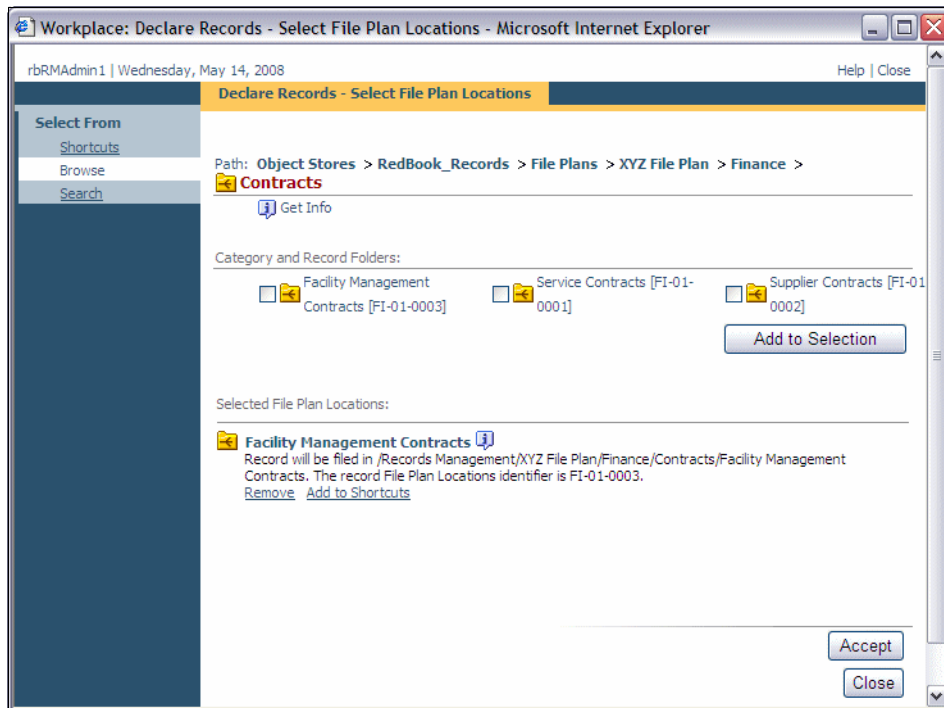 Workplace: Declare Records - Select File Plan Locations - Microsoft Internet Explorer
rbRMAdmin1 | Wednesday, May 14, 2008
Help | Close
Declare Records - Select File Plan Locations
Select From
Shortcuts
Browse
Search
Path: Object Stores > RedBook_Records > File Plans > XYZ File Plan > Finance >
Contracts
Get Info
Category and Record Folders:
Facility Management
Contracts [FI-01-0003]
Service Contracts [FI-01-
0001]
Supplier Contracts [FI-01
0002]
Add to Selection
Selected File Plan Locations:
Facility Management Contracts
Record will be filed in /Records Management/XYZ File Plan/Finance/Contracts/Facility Management
Contracts. The record File Plan Locations identifier is FI-01-0003.
Remove Add to Shortcuts
Accept
Close